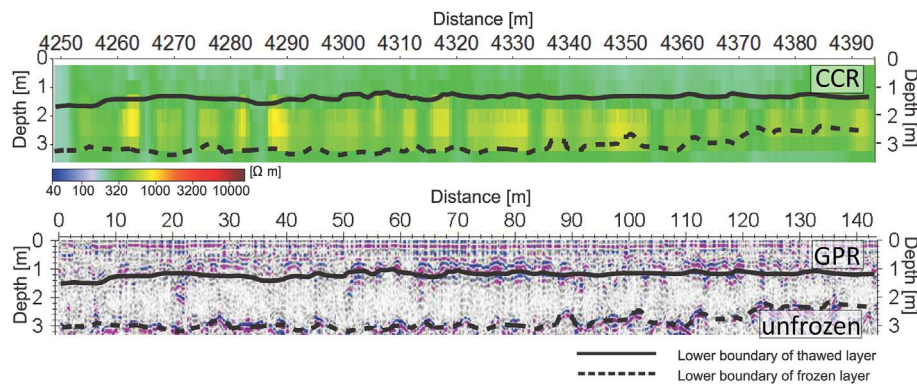 Distance [m]
4250 4262 4270 4282 4290 4300 4310 4320 4330 4340 4350 4360 4370 4384 4390
0 1 2 3
Depth [m]
CCR
0 1 2 3
Depth [m]
40 100 320 1000 3200 10000 [Ω m]
Distance [m]
0 10 20 30 40 50 60 70 80 90 100 110 120 130 140
0 1 2 3
Depth [m]
GPR
unfrozen
0 1 2 3
Depth [m]
Lower boundary of thawed layer
Lower boundary of frozen layer